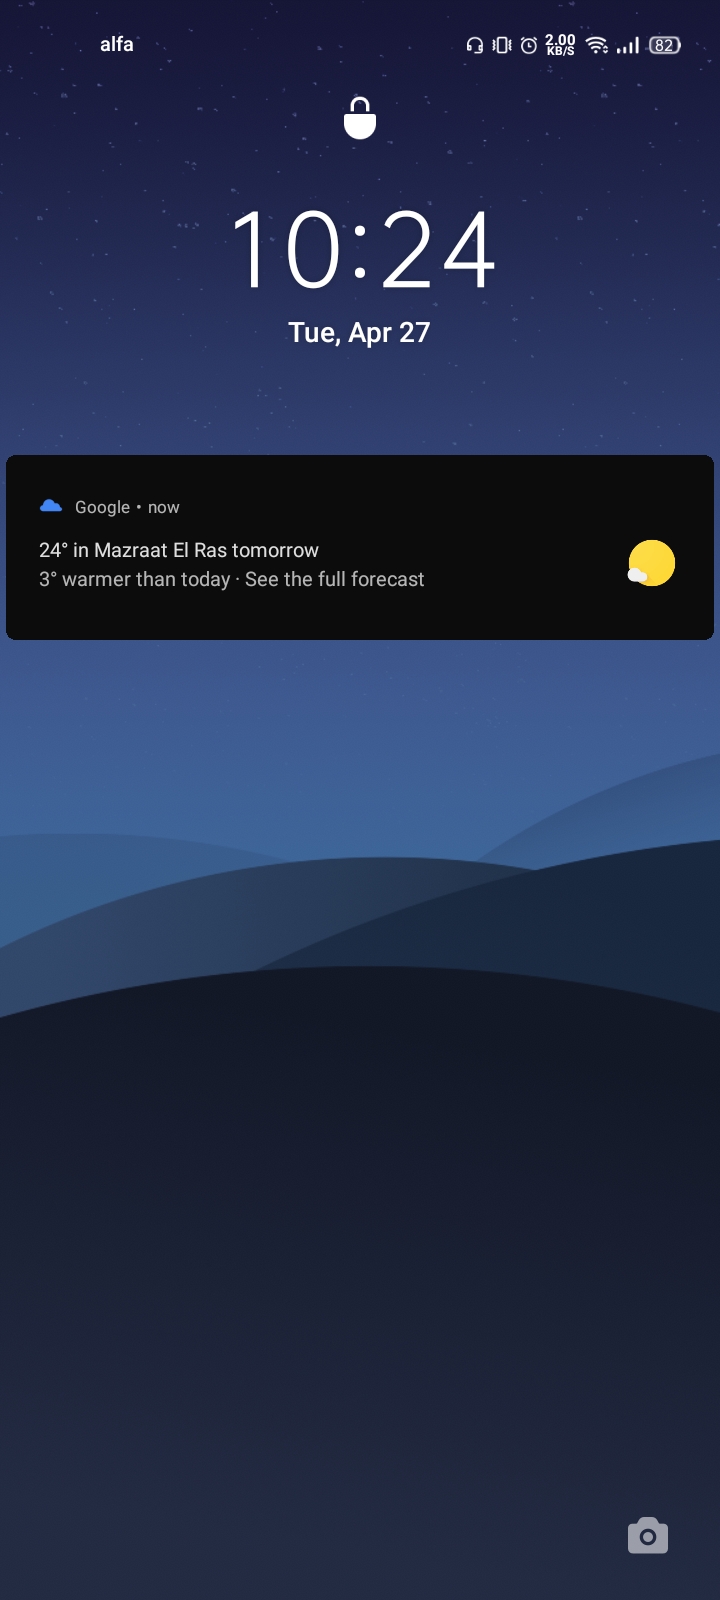 alfa
2.00
KB/S
82
10:24
Tue, Apr 27
Google • now
24° in Mazraat El Ras tomorrow
3° warmer than today · See the full forecast